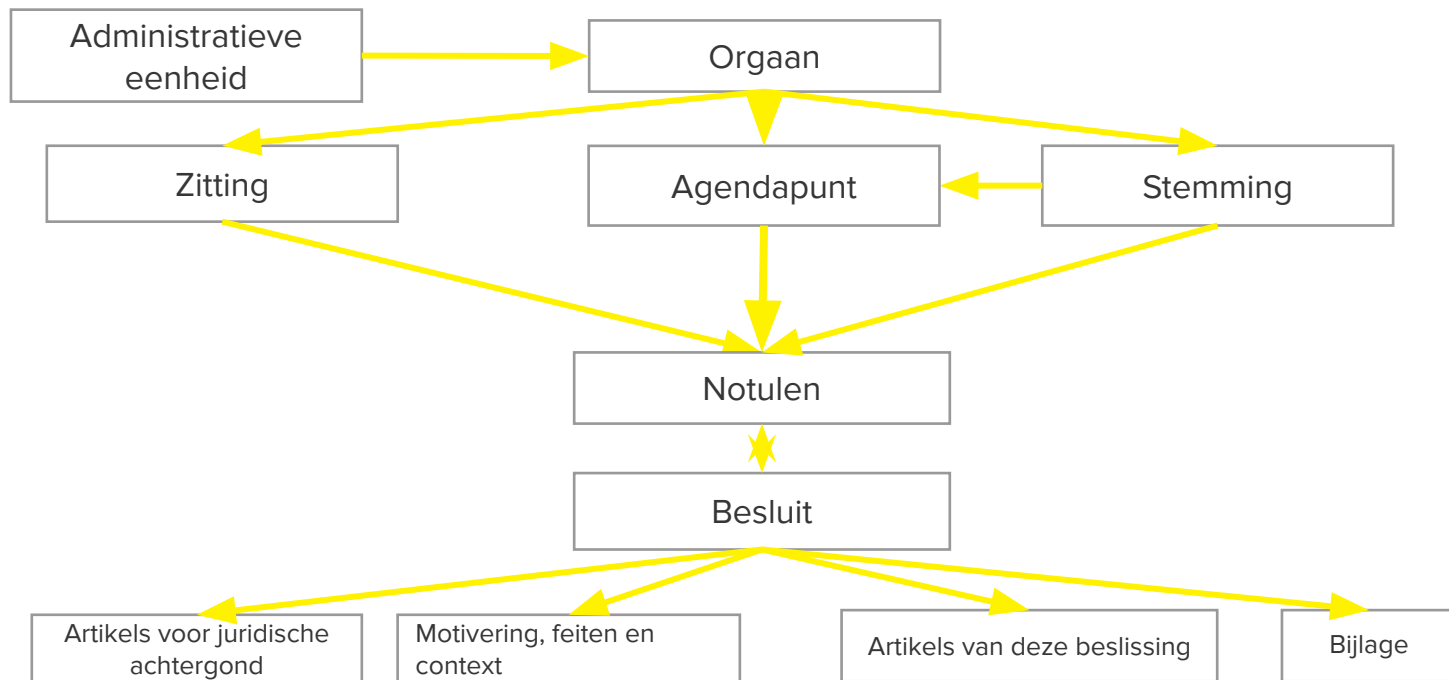 Administratieve
eenheid
Orgaan
Zitting
Agendapunt
Stemming
Notulen
Besluit
Artikels voor juridische
achtergond
Motivering, feiten en
context
Artikels van deze beslissing
Bijlage